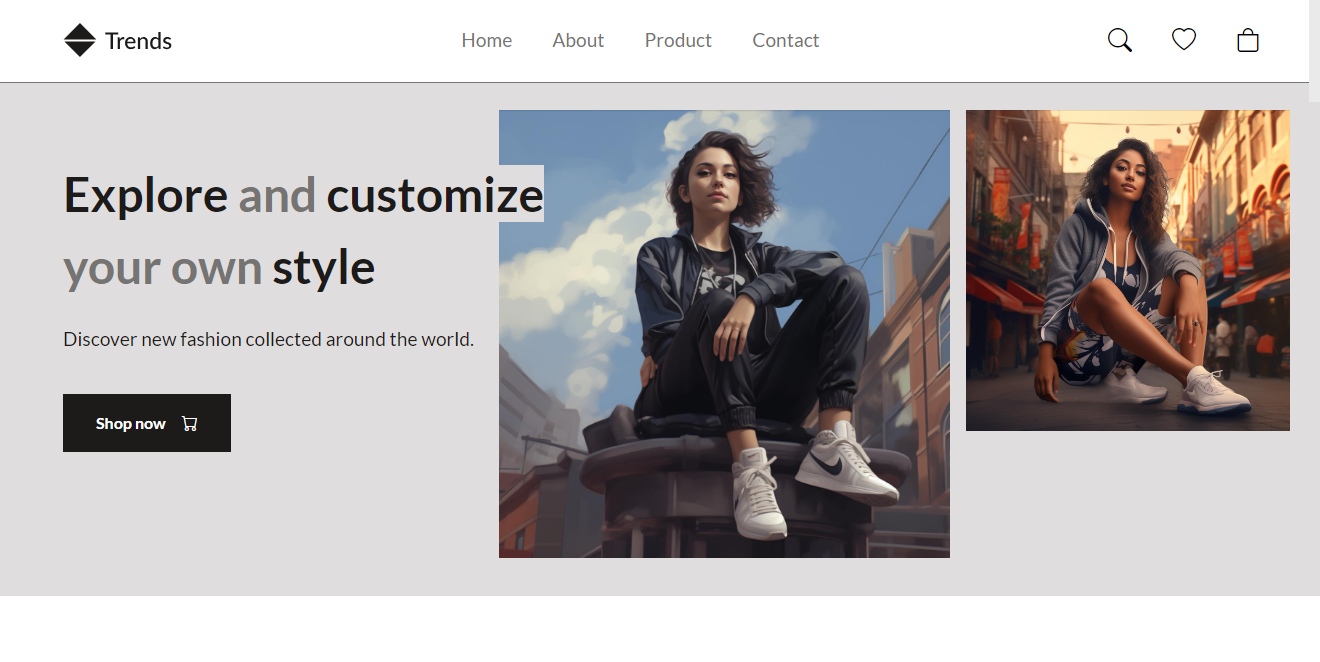 Trends
Home About Product Contact
Explore and customize
your own style
Discover new fashion collected around the world.
Shop now